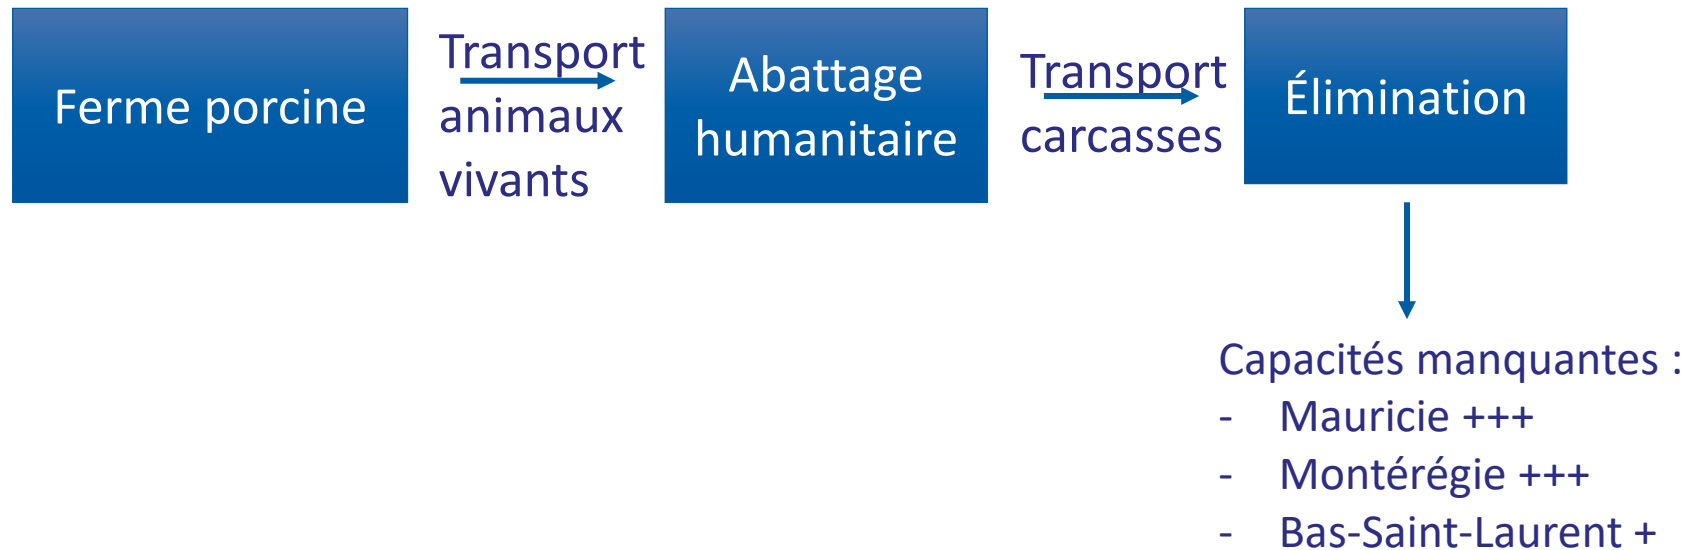 Ferme porcine
Transport
animaux
vivants
Abattage
humanitaire
Transport
carcasses
Élimination
Capacités manquantes :
- Mauricie +++
- Montérégie +++
- Bas-Saint-Laurent +